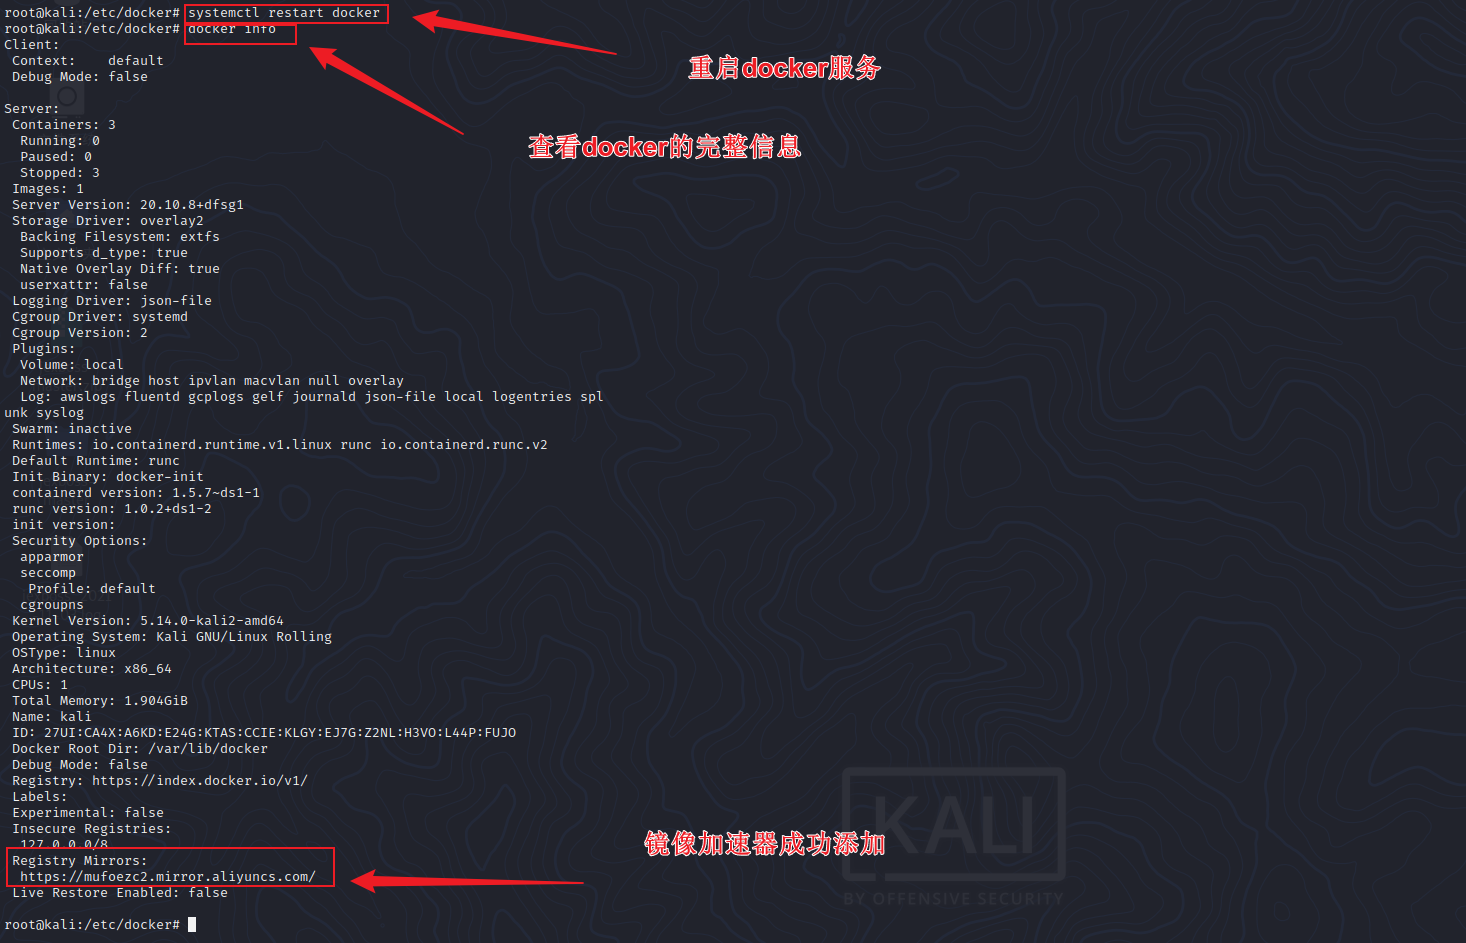 root@kali:/etc/docker# systemctl restart docker
root@kali:/etc/docker# docker info
Client:
Context:    default
Debug Mode: false
重启docker服务
查看docker的完整信息
Server:
Containers: 3
Running: 0
Paused: 0
Stopped: 3
Images: 1
Server Version: 20.10.8+dfsg1
Storage Driver: overlay2
Backing Filesystem: extfs
Supports d_type: true
Native Overlay Diff: true
userxattr: false
Logging Driver: json-file
Cgroup Driver: systemd
Cgroup Version: 2
Plugins:
Volume: local
Network: bridge host ipvlan macvlan null overlay
Log: awslogs fluentd gcplogs gelf journald json-file local logentries spl
unk syslog
Swarm: inactive
Runtimes: io.containerd.runtime.v1.linux runc io.containerd.runc.v2
Default Runtime: runc
Init Binary: docker-init
containerd version: 1.5.7~ds1-1
runc version: 1.0.2+ds1-2
init version:
Security Options:
apparmor
seccomp
Profile: default
cgroupns
Kernel Version: 5.14.0-kali2-amd64
Operating System: Kali GNU/Linux Rolling
OSType: linux
Architecture: x86_64
CPUs: 1
Total Memory: 1.904GiB
Name: kali
ID: 27UI:CA4X:A6KD:E24G:KTAS:CCIE:KLGY:EJ7G:Z2NL:H3VO:L44P:FUJO
Docker Root Dir: /var/lib/docker
Debug Mode: false
Registry: https://index.docker.io/v1/
Labels:
Experimental: false
Insecure Registries:
127.0.0.0/8
Registry Mirrors:
https://mufoezc2.mirror.aliyuncs.com/
Live Restore Enabled: false
镜像加速器成功添加
KALI
BY OFFENSIVE SECURITY
root@kali:/etc/docker#